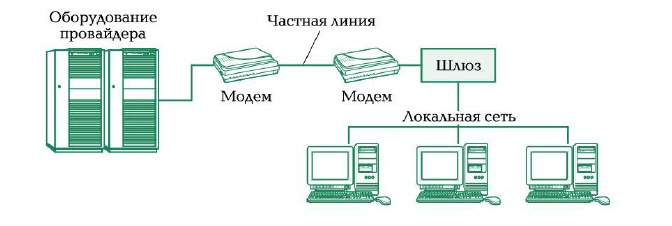 Оборудование
провайдера
Частная линия
Модем
Модем
Шлюз
Локальная сеть